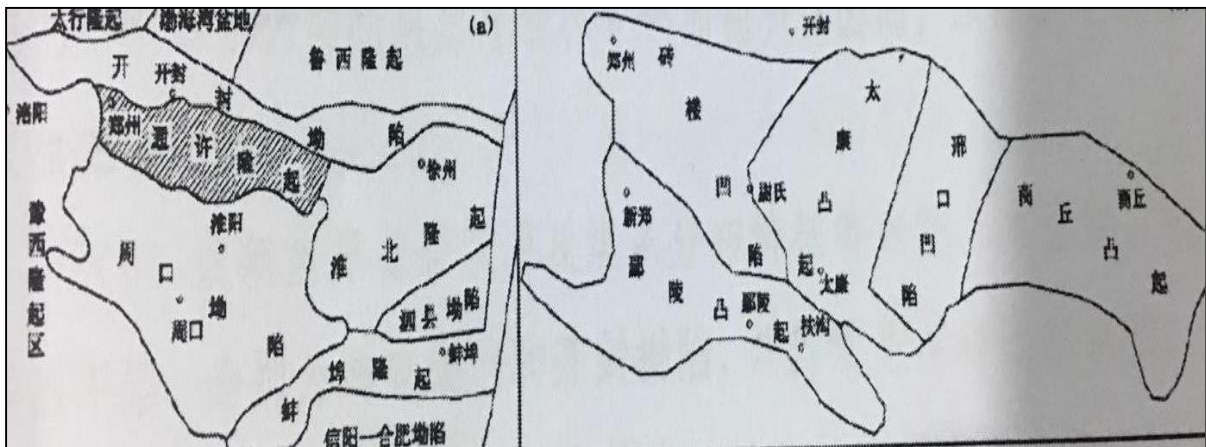 太行隆起
渤海湾盆地
(a)
鲁西隆起
开封坳陷
开封
洛阳
郑州
通许隆起
徐州
豫西隆起区
淮阳
周口坳陷
周口
淮北隆起
泗县坳陷
蚌埠
蚌埠隆起
信阳—合肥坳陷
开封
郑州
砖楼凹陷
太康凸起
邢口凹陷
商丘凸起
商丘
尉氏
新郑
鄢陵凸起
太康
鄢陵
扶沟